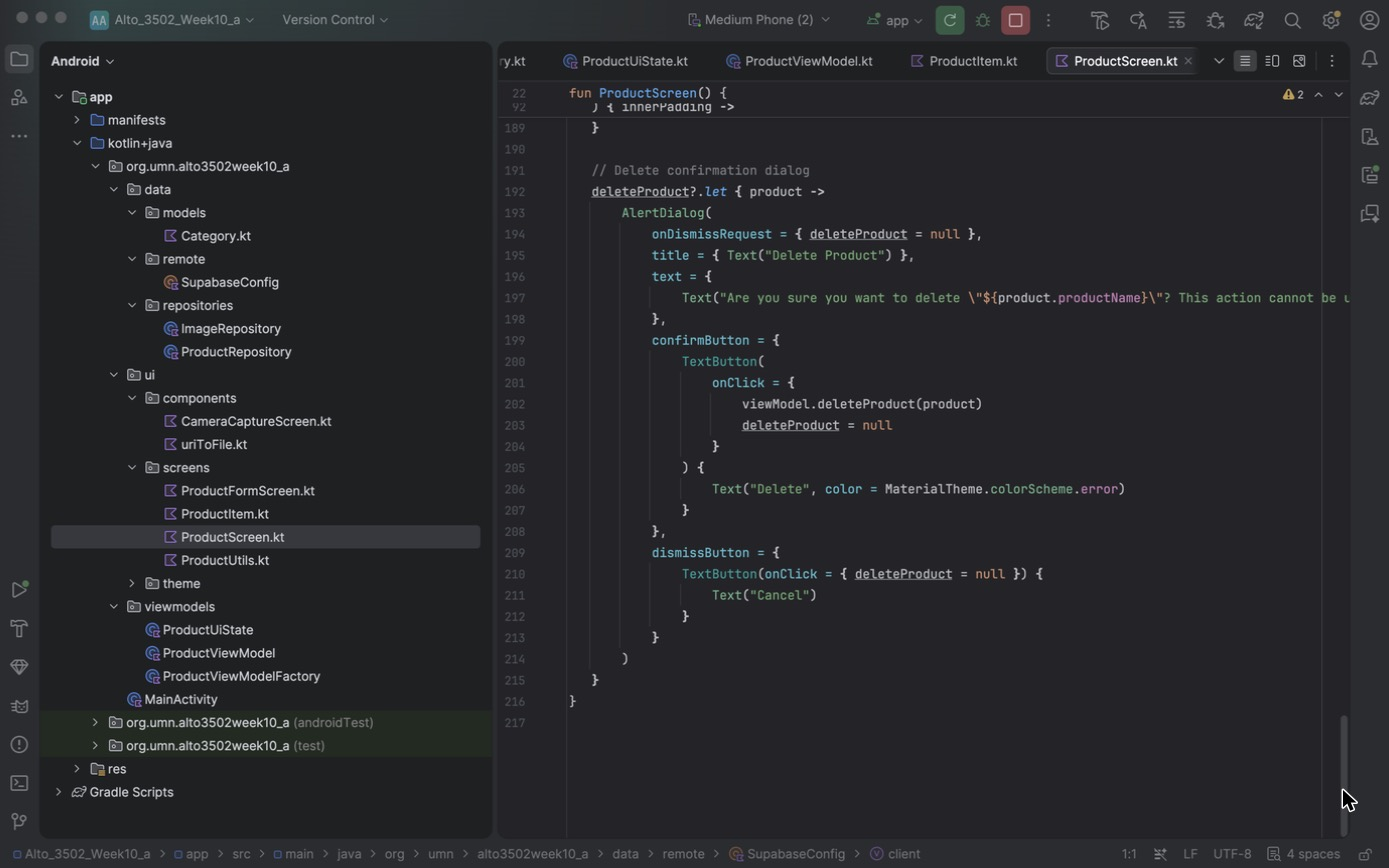 AA Alto_3502_Week10_a Version Control Medium Phone (2) app
Android
app
manifests
kotlin+java
org.umn.alto3502week10_a
data
models
Category.kt
remote
SupabaseConfig
repositories
ImageRepository
ProductRepository
ui
components
CameraCaptureScreen.kt
uriToFile.kt
screens
ProductFormScreen.kt
ProductItem.kt
ProductScreen.kt
ProductUtils.kt
theme
viewmodels
ProductUiState
ProductViewModel
ProductViewModelFactory
MainActivity
org.umn.alto3502week10_a (androidTest)
org.umn.alto3502week10_a (test)
res
Gradle Scripts
ry.kt ProductUiState.kt ProductViewModel.kt ProductItem.kt ProductScreen.kt
22 fun ProductScreen() { 2
92 ) { innerPadding ->
189 }
190
191 // Delete confirmation dialog
192 deleteProduct?.let { product ->
193 AlertDialog(
194 onDismissRequest = { deleteProduct = null },
195 title = { Text("Delete Product") },
196 text = {
197 Text("Are you sure you want to delete \"${product.productName}\"? This action cannot be u
198 },
199 confirmButton = {
200 TextButton(
201 onClick = {
202 viewModel.deleteProduct(product)
203 deleteProduct = null
204 }
205 ) {
206 Text("Delete", color = MaterialTheme.colorScheme.error)
207 }
208 },
209 dismissButton = {
210 TextButton(onClick = { deleteProduct = null }) {
211 Text("Cancel")
212 }
213 }
214 )
215 }
216 }
217
Alto_3502_Week10_a > app > src > main > java > org > umn > alto3502week10_a > data > remote > SupabaseConfig > client 1:1 LF UTF-8 4 spaces